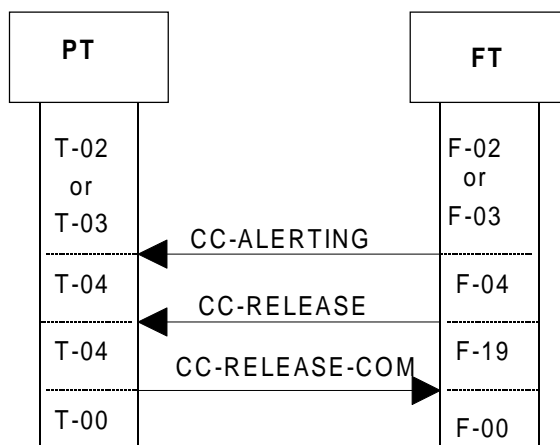 PT
FT
T-02
or
T-03
F-02
or
F-03
CC-ALERTING
T-04
F-04
CC-RELEASE
T-04
F-19
CC-RELEASE-COM
T-00
F-00